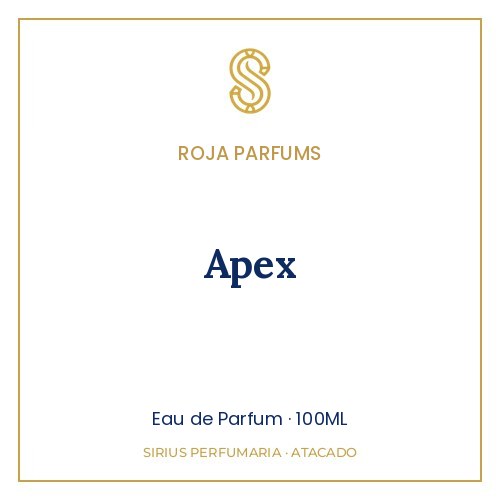 ROJA PARFUMS
Apex
Eau de Parfum · 100ML
SIRIUS PERFUMARIA · ATACADO